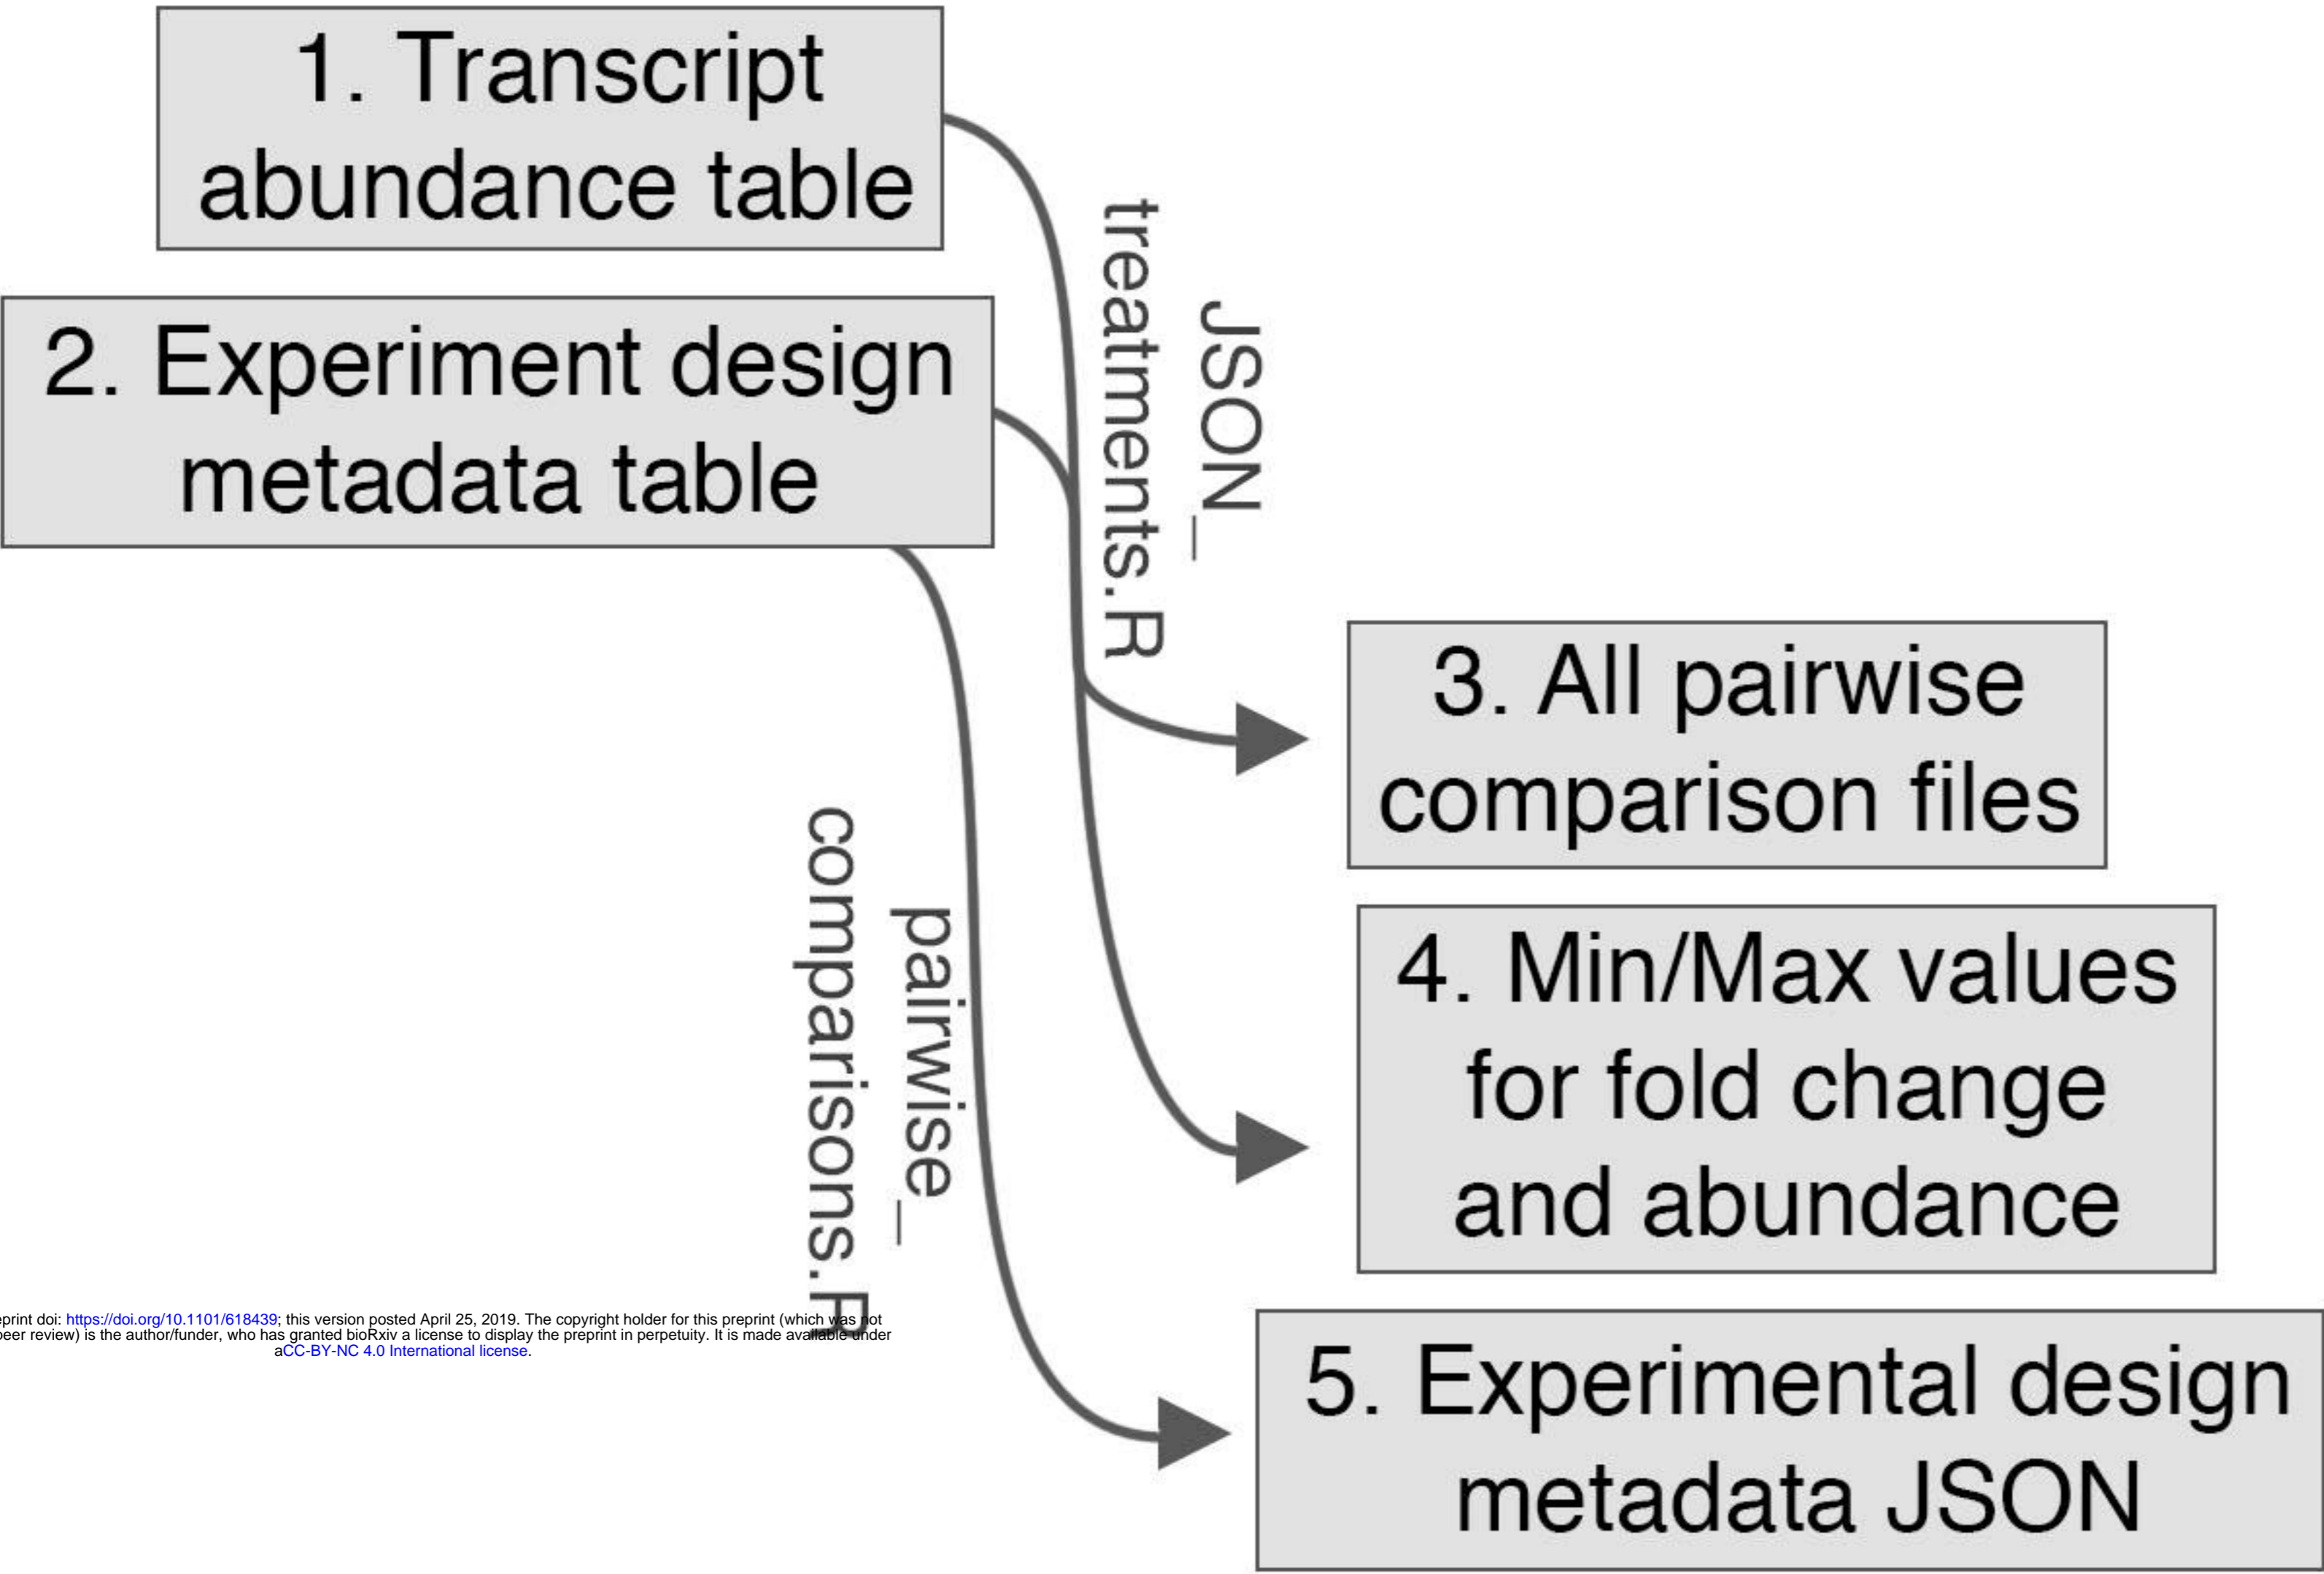 1. Transcript
abundance table
2. Experiment design
metadata table
JSON_
treatments.R
3. All pairwise
comparison files
pairwise_
comparisons.R
4. Min/Max values
for fold change
and abundance
5. Experimental design
metadata JSON
doi: https://doi.org/10.1101/618439; this version posted April 25, 2019. The copyright holder for this preprint (which was not
peer review) is the author/funder, who has granted bioRxiv a license to display the preprint in perpetuity. It is made available under
aCC-BY-NC 4.0 International license.